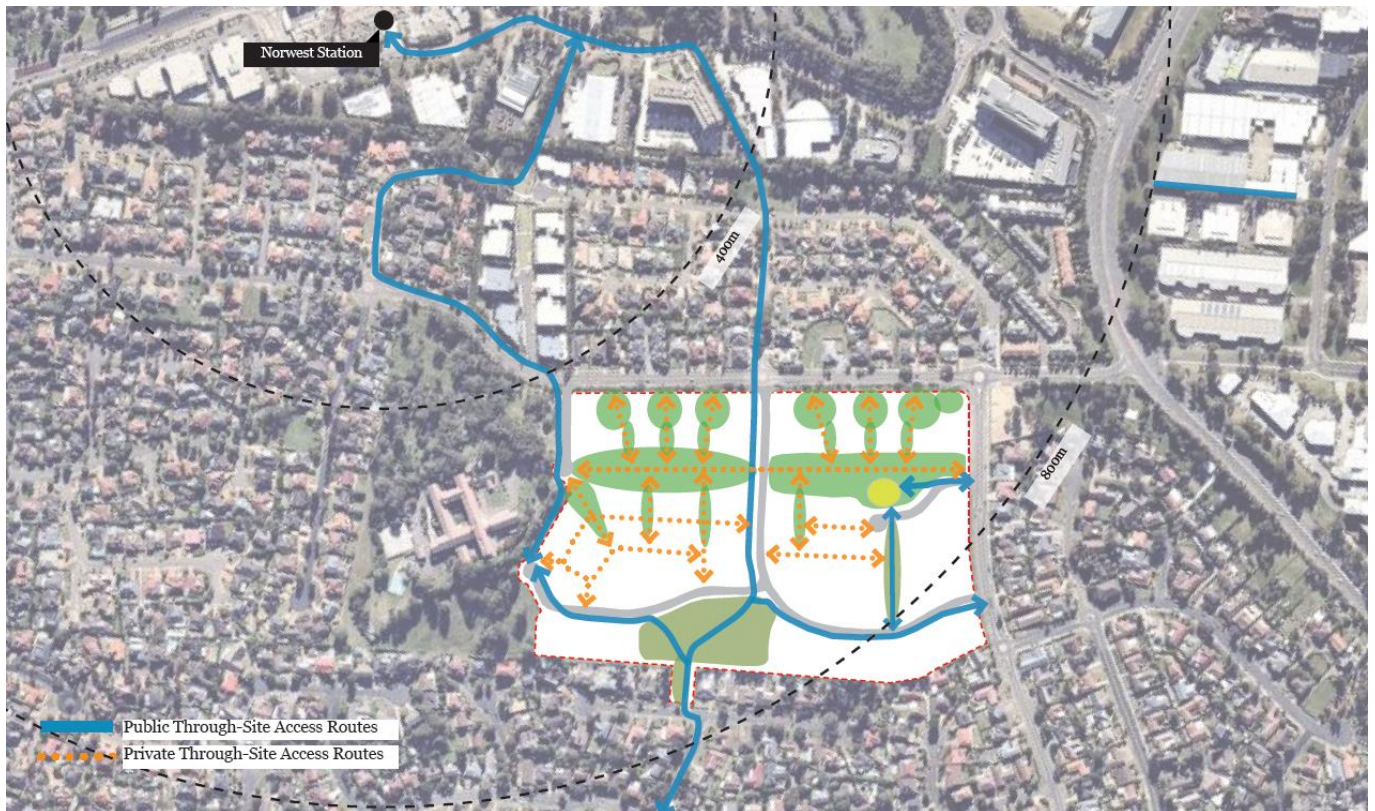 Norwest Station
400m
800m
Public Through-Site Access Routes
Private Through-Site Access Routes